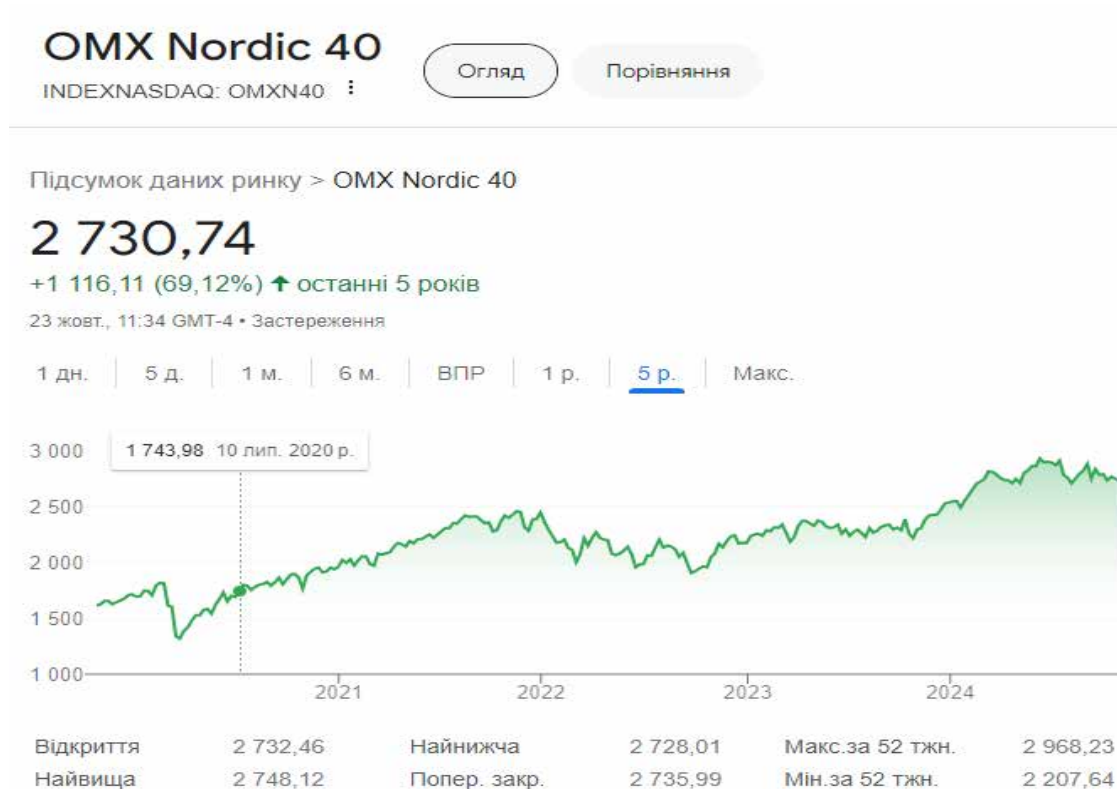 OMX Nordic 40
Огляд
Порівняння
INDEXNASDAQ: OMXN40
Підсумок даних ринку > OMX Nordic 40
2 730,74
+1 116,11 (69,12%) ↑ останні 5 років
23 жовт., 11:34 GMT-4 • Застереження
1 дн. 5 д. 1 м. 6 м. ВПР 1 р. 5 р. Макс.
1 743,98 10 лип. 2020 р.
3 000
2 500
2 000
1 500
1 000
2021 2022 2023 2024
Відкриття 2 732,46 Найнижча 2 728,01 Макс.за 52 тжн. 2 968,23
Найвища 2 748,12 Попер. закр. 2 735,99 Мін.за 52 тжн. 2 207,64